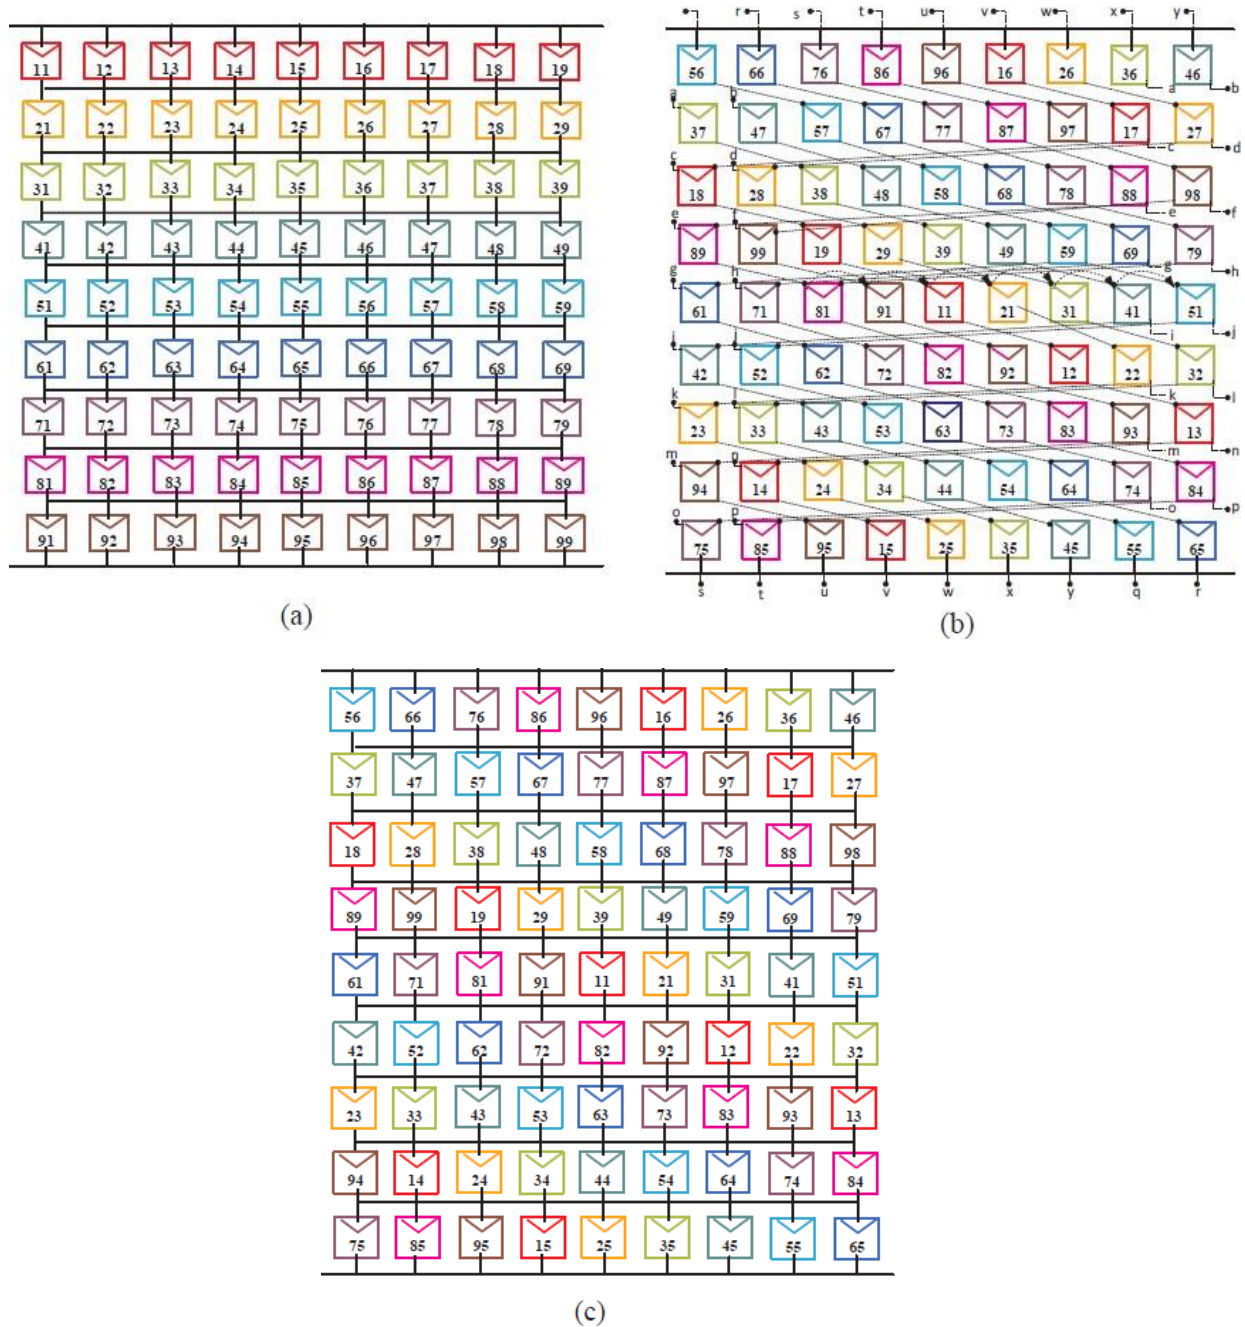 11 12 13 14 15 16 17 18 19
21 22 23 24 25 26 27 28 29
31 32 33 34 35 36 37 38 39
41 42 43 44 45 46 47 48 49
51 52 53 54 55 56 57 58 59
61 62 63 64 65 66 67 68 69
71 72 73 74 75 76 77 78 79
81 82 83 84 85 86 87 88 89
91 92 93 94 95 96 97 98 99
(a)
r s t u v w x y
56 66 76 86 96 16 26 36 46
a b
a b
37 47 57 67 77 87 97 17 27
c d
c d
18 28 38 48 58 68 78 88 98
e f
e f
89 99 19 29 39 49 59 69 79
g h
g h
61 71 81 91 11 21 31 41 51
i j
i j
42 52 62 72 82 92 12 22 32
k l
k l
23 33 43 53 63 73 83 93 13
m n
m n
94 14 24 34 44 54 64 74 84
o p
o p
75 85 95 15 25 35 45 55 65
s t u v w x y q r
(b)
56 66 76 86 96 16 26 36 46
37 47 57 67 77 87 97 17 27
18 28 38 48 58 68 78 88 98
89 99 19 29 39 49 59 69 79
61 71 81 91 11 21 31 41 51
42 52 62 72 82 92 12 22 32
23 33 43 53 63 73 83 93 13
94 14 24 34 44 54 64 74 84
75 85 95 15 25 35 45 55 65
(c)